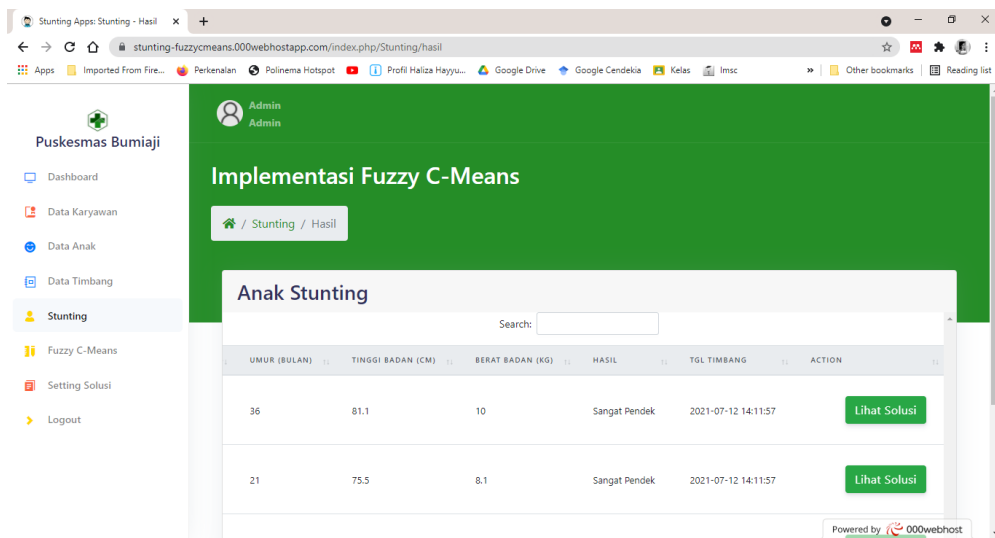 Stunting Apps: Stunting - Hasil
stunting-fuzzycmeans.000webhostapp.com/index.php/Stunting/hasil
Apps Imported From Fire... Perkenalan Polinema Hotspot Profil Haliza Hayyu... Google Drive Google Cendekia Kelas Imsc » Other bookmarks Reading list
Puskesmas Bumiaji
Dashboard
Data Karyawan
Data Anak
Data Timbang
Stunting
Fuzzy C-Means
Setting Solusi
Logout
Admin
Admin
Implementasi Fuzzy C-Means
/ Stunting / Hasil
Anak Stunting
Search:
UMUR (BULAN) TINGGI BADAN (CM) BERAT BADAN (KG) HASIL TGL TIMBANG ACTION
36 81.1 10 Sangat Pendek 2021-07-12 14:11:57 Lihat Solusi
21 75.5 8.1 Sangat Pendek 2021-07-12 14:11:57 Lihat Solusi
Powered by 000webhost